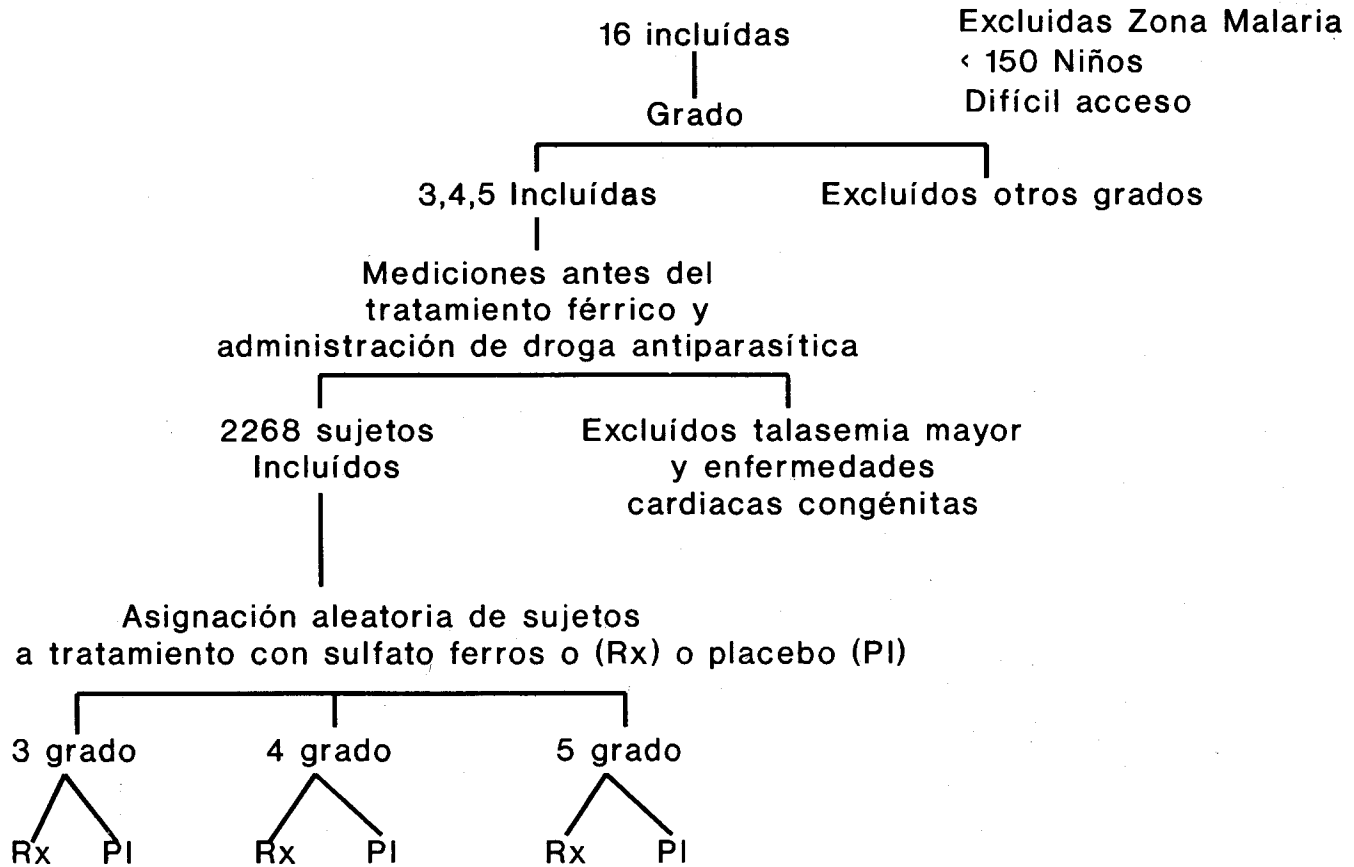 16 incluídas
Excluidas Zona Malaria
< 150 Niños
Difícil acceso
Grado
3,4,5 Incluídas
Excluídos otros grados
Mediciones antes del
tratamiento férrico y
administración de droga antiparasítica
2268 sujetos
Incluídos
Excluídos talasemia mayor
y enfermedades
cardiacas congénitas
Asignación aleatoria de sujetos
a tratamiento con sulfato ferros o (Rx) o placebo (Pl)
3 grado
4 grado
5 grado
Rx Pl Rx Pl Rx Pl